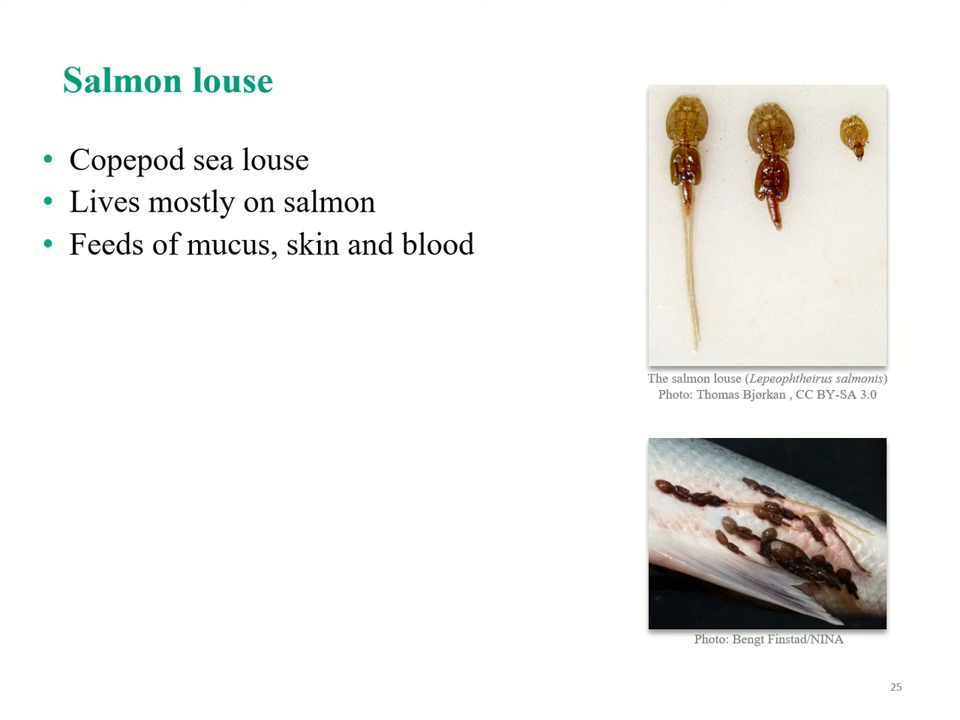 Salmon louse
• Copepod sea louse
• Lives mostly on salmon
• Feeds of mucus, skin and blood
The salmon louse (Lepeophtheirus salmonis)
Photo: Thomas Bjørkan , CC BY-SA 3.0
Photo: Bengt Finstad/NINA
25